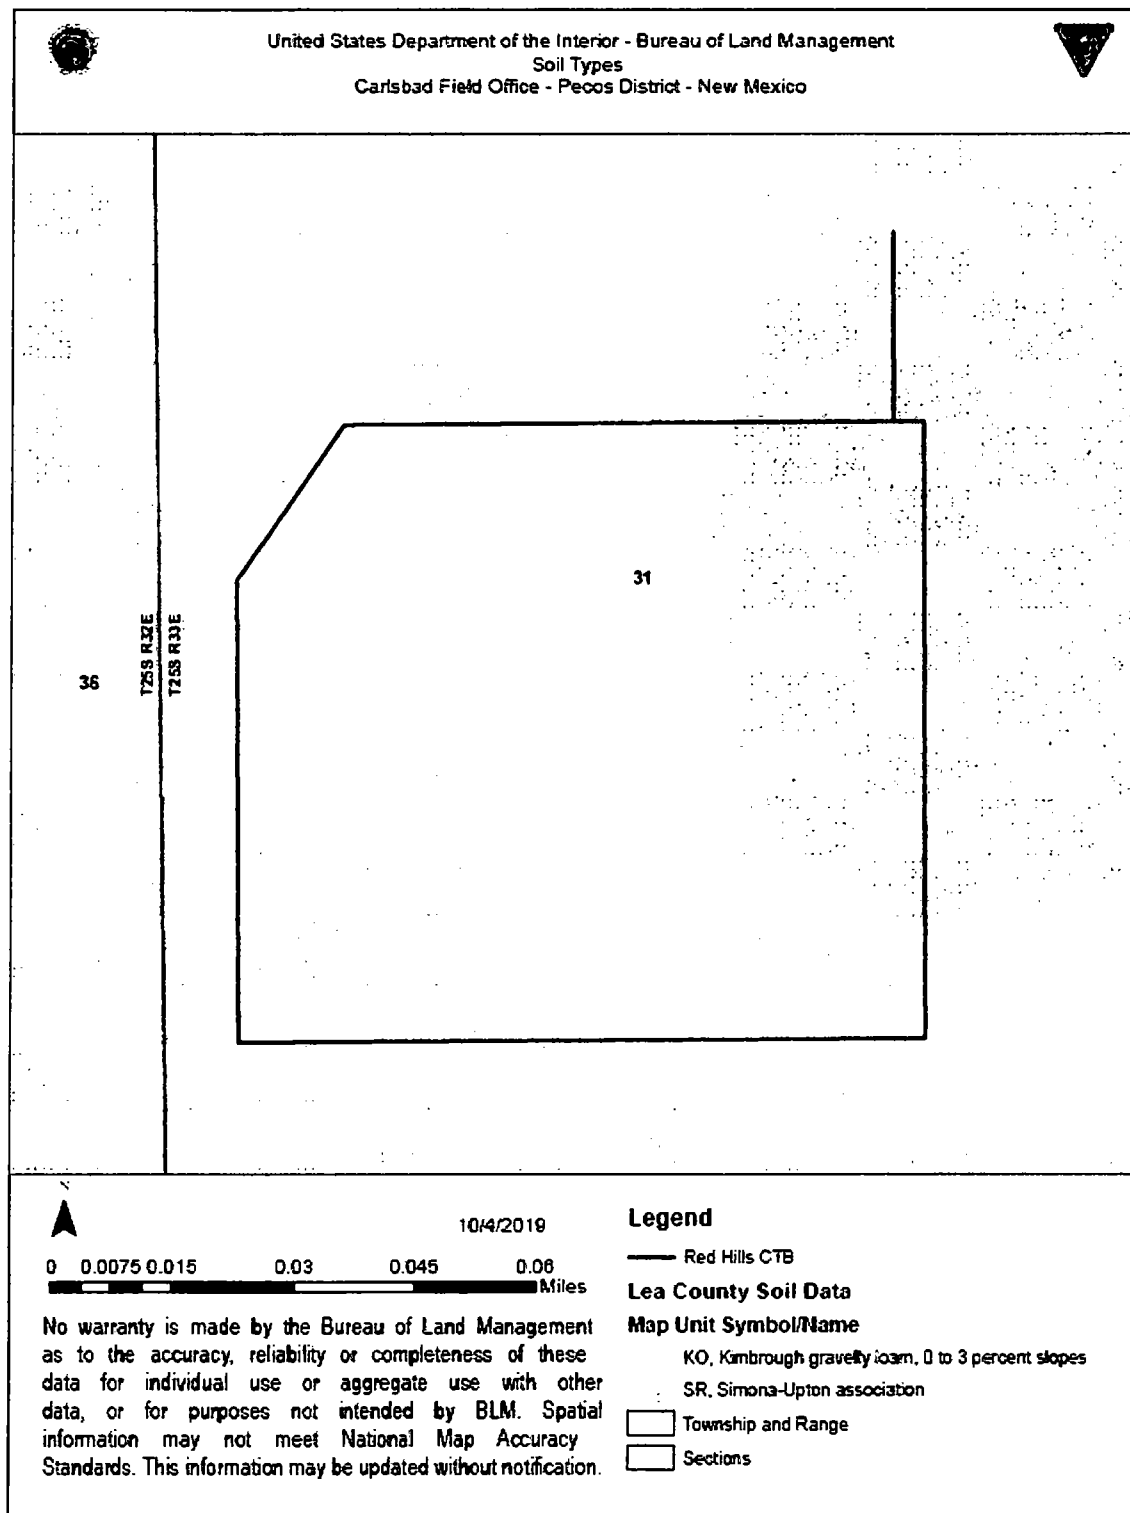 United States Department of the Interior - Bureau of Land Management
Soil Types
Carlsbad Field Office - Pecos District - New Mexico
31
36
T25S R32E
T25S R33E
N
10/4/2019
0 0.0075 0.015 0.03 0.045 0.06
Miles
No warranty is made by the Bureau of Land Management
as to the accuracy, reliability or completeness of these
data for individual use or aggregate use with other
data, or for purposes not intended by BLM. Spatial
information may not meet National Map Accuracy
Standards. This information may be updated without notification.
Legend
Red Hills CTB
Lea County Soil Data
Map Unit Symbol/Name
KO, Kimbrough gravelly loam, 0 to 3 percent slopes
SR, Simona-Upton association
Township and Range
Sections